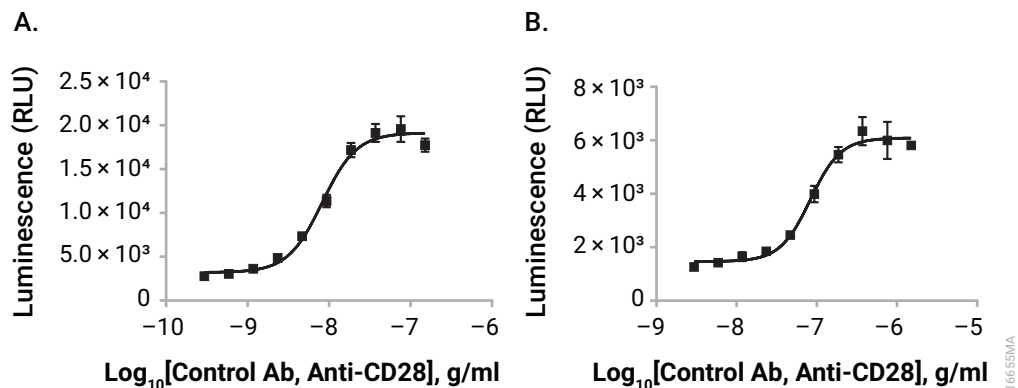 A.
Luminescence (RLU)
2.5 × 10⁴
2.0 × 10⁴
1.5 × 10⁴
1.0 × 10⁴
5.0 × 10³
0
−10 −9 −8 −7 −6
Log₁₀[Control Ab, Anti-CD28], g/ml
B.
Luminescence (RLU)
8 × 10³
6 × 10³
4 × 10³
2 × 10³
0
−9 −8 −7 −6 −5
Log₁₀[Control Ab, Anti-CD28], g/ml
16655MA